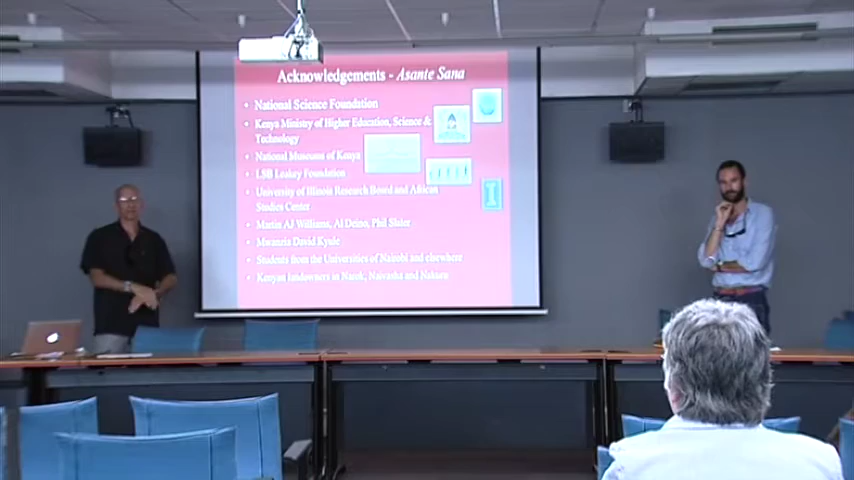 Acknowledgements - Asante Sana
• National Science Foundation
• Kenya Ministry of Higher Education, Science &
Technology
• National Museums of Kenya
• LSB Leakey Foundation
• University of Illinois Research Board and African
Studies Center
• Martin AJ Williams, Al Deino, Phil Slater
• Mwanzia David Kyule
• Students from the Universities of Nairobi and elsewhere
• Kenyan landowners in Narok, Naivasha and Nakuru